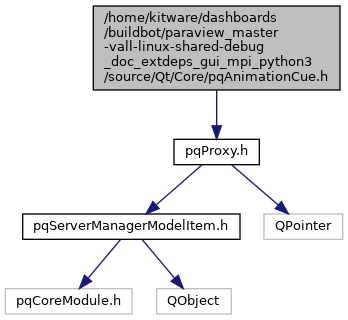 /home/kitware/dashboards
/buildbot/paraview_master
-vall-linux-shared-debug
_doc_extdeps_gui_mpi_python3
/source/Qt/Core/pqAnimationCue.h
pqProxy.h
pqServerManagerModelItem.h
QPointer
pqCoreModule.h
QObject